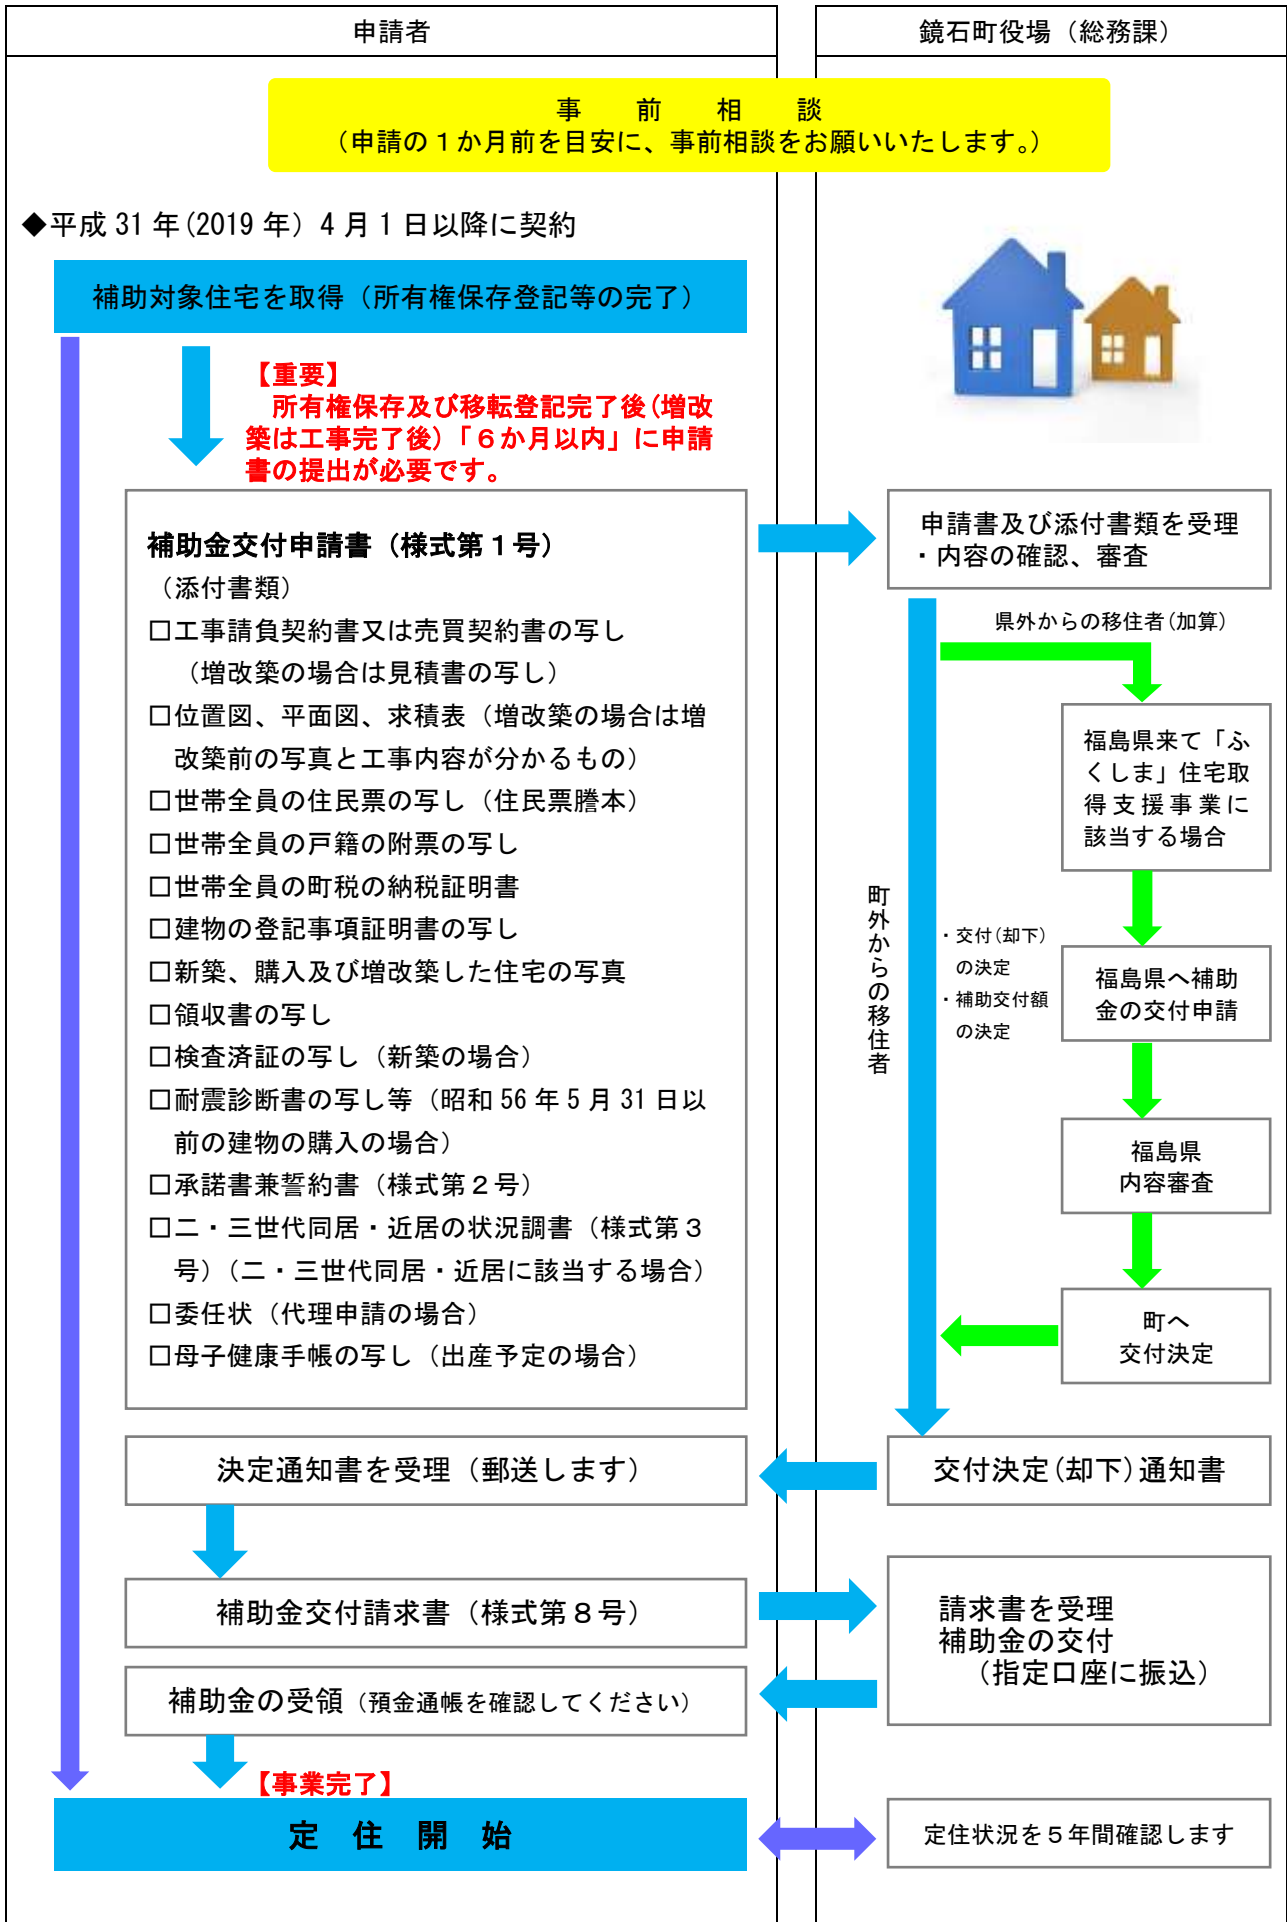 申請者
鏡石町役場（総務課）
事　前　相　談
（申請の１か月前を目安に、事前相談をお願いいたします。）
◆平成 31 年(2019 年) 4 月 1 日以降に契約
補助対象住宅を取得（所有権保存登記等の完了）
【重要】
所有権保存及び移転登記完了後(増改
築は工事完了後)「６か月以内」に申請
書の提出が必要です。
補助金交付申請書（様式第１号）
（添付書類）
□工事請負契約書又は売買契約書の写し
（増改築の場合は見積書の写し）
□位置図、平面図、求積表（増改築の場合は増
改築前の写真と工事内容が分かるもの）
□世帯全員の住民票の写し（住民票謄本）
□世帯全員の戸籍の附票の写し
□世帯全員の町税の納税証明書
□建物の登記事項証明書の写し
□新築、購入及び増改築した住宅の写真
□領収書の写し
□検査済証の写し（新築の場合）
□耐震診断書の写し等（昭和 56 年 5 月 31 日以
前の建物の購入の場合）
□承諾書兼誓約書（様式第２号）
□二・三世代同居・近居の状況調書（様式第３
号）（二・三世代同居・近居に該当する場合）
□委任状（代理申請の場合）
□母子健康手帳の写し（出産予定の場合）
申請書及び添付書類を受理
・内容の確認、審査
県外からの移住者(加算)
福島県来て「ふ
くしま」住宅取
得支援事業に
該当する場合
町外からの移住者
・交付(却下)
の決定
・補助交付額
の決定
福島県へ補助
金の交付申請
福島県
内容審査
町へ
交付決定
決定通知書を受理（郵送します）
交付決定(却下)通知書
補助金交付請求書（様式第８号）
請求書を受理
補助金の交付
（指定口座に振込）
補助金の受領（預金通帳を確認してください）
【事業完了】
定　住　開　始
定住状況を５年間確認します